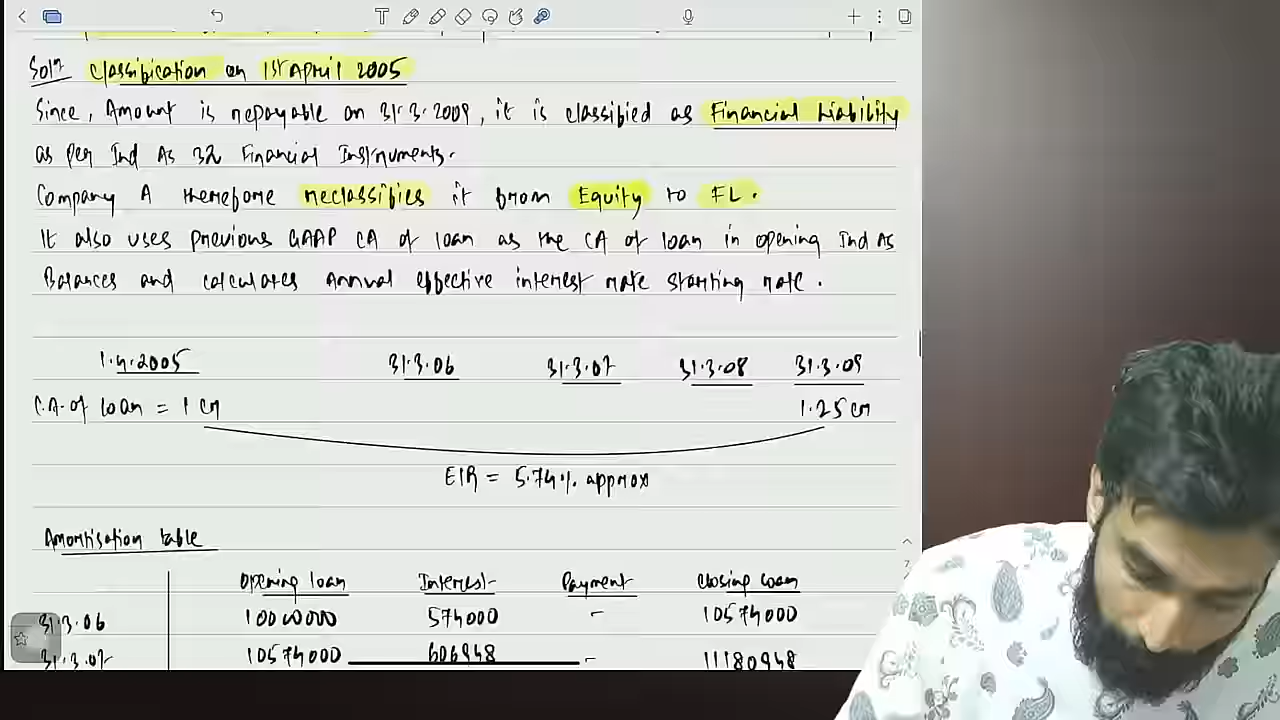 Sol? Classification on 1st April 2005
Since, Amount is repayable on 31.3.2009, it is classified as Financial Liability
as per Ind As 32 Financial Instruments.
Company A therefore reclassifies it from Equity to FL.
It also uses previous GAAP CA of loan as the CA of loan in opening Ind AS
Balances and calculates Annual effective interest rate starting rate.
1.4.2005 31.3.06 31.3.07 31.3.08 31.3.09
C.A. of loan = 1 cr 1.25 cr
EIR = 5.74% approx
Amortisation table
Opening loan Interest Payment Closing loan
31.3.06 10000000 574000 - 10574000
31.3.07 10574000 606948 - 11180948